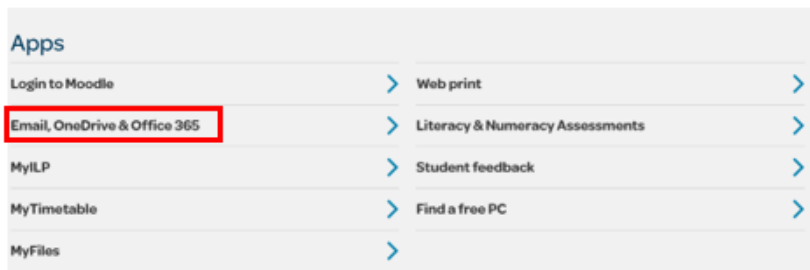 Apps
Login to Moodle
Email, OneDrive & Office 365
MyILP
MyTimetable
MyFiles
Web print
Literacy & Numeracy Assessments
Student feedback
Find a free PC